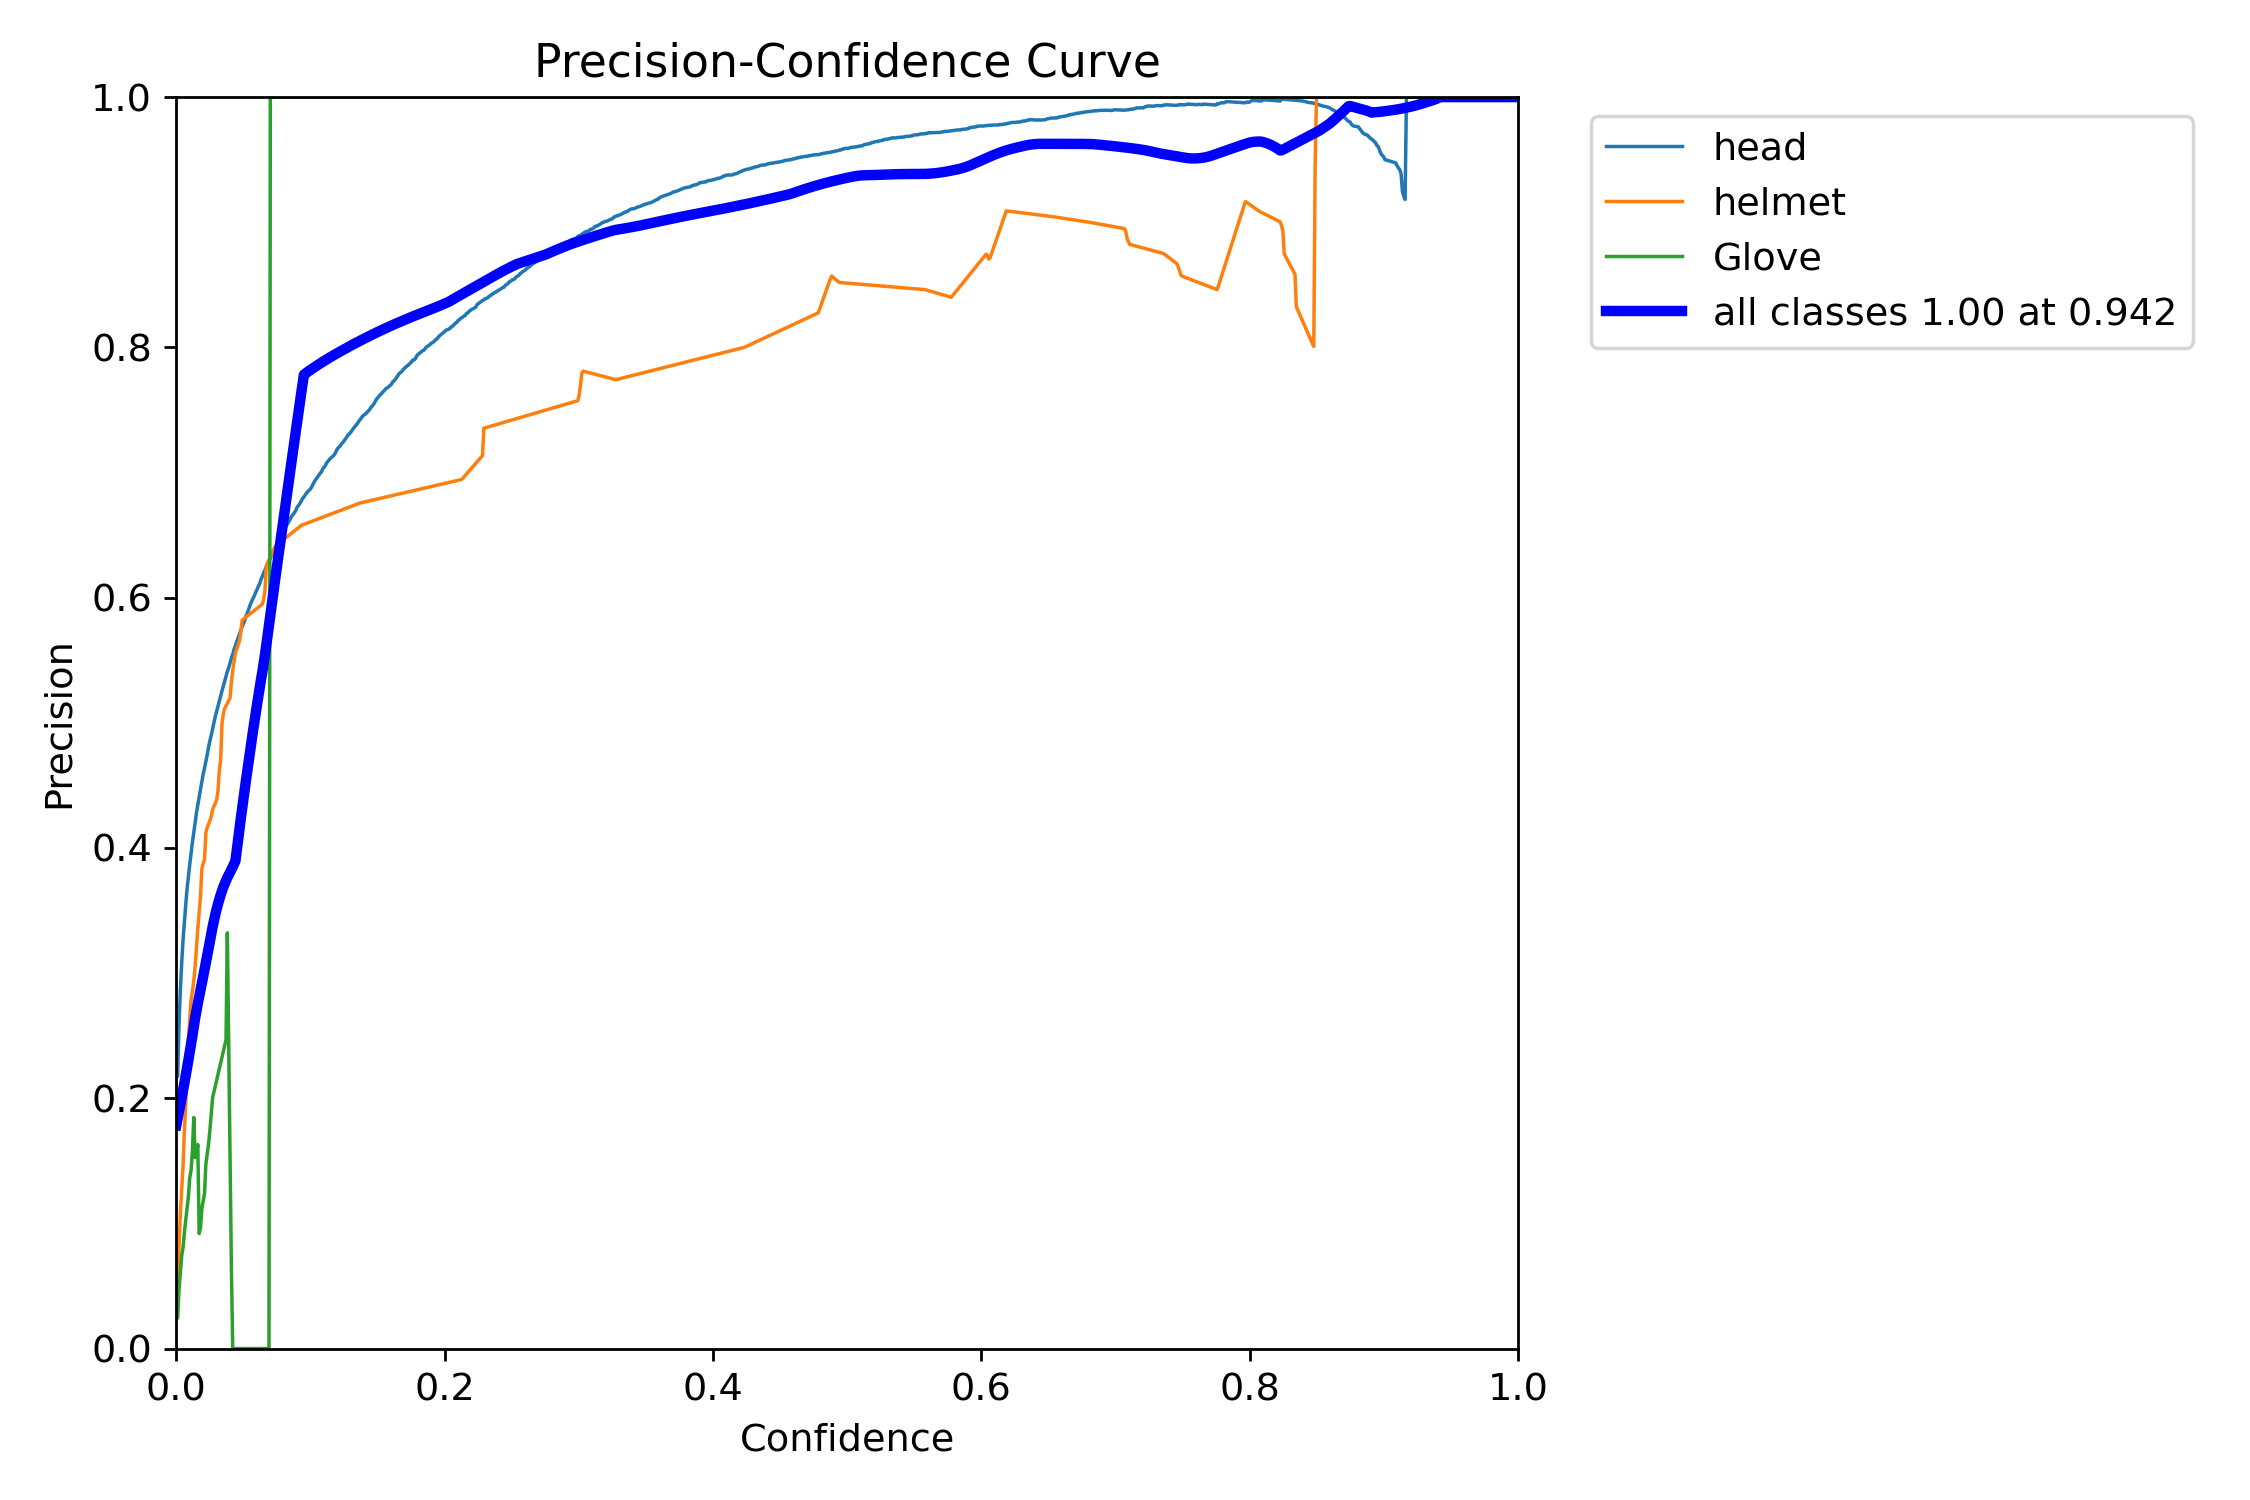 Precision-Confidence Curve
1.0
0.8
0.6
0.4
0.2
0.0
Precision
0.0 0.2 0.4 0.6 0.8 1.0
Confidence
head
helmet
Glove
all classes 1.00 at 0.942